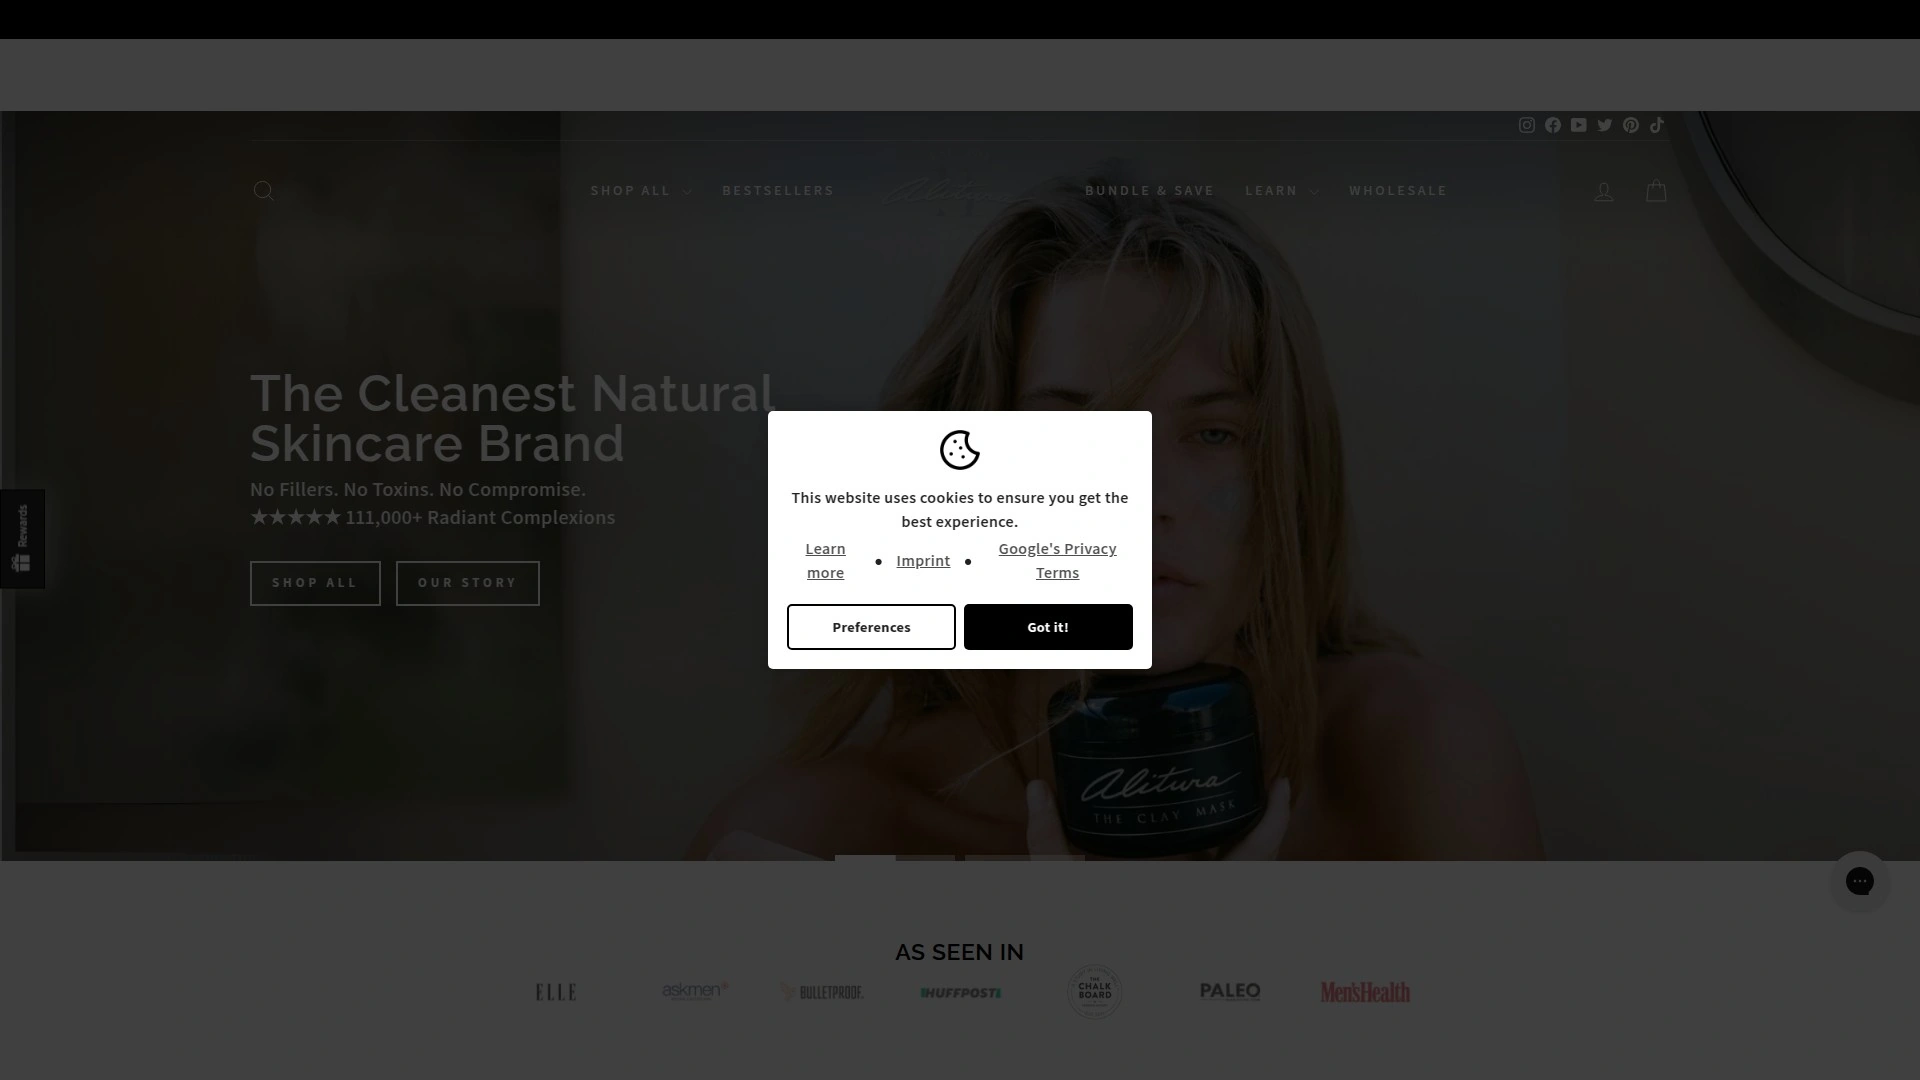 SHOP ALL
BESTSELLERS
Alitura
BUNDLE & SAVE
LEARN
WHOLESALE
The Cleanest Natural
Skincare Brand
No Fillers. No Toxins. No Compromise.
★★★★★ 111,000+ Radiant Complexions
SHOP ALL
OUR STORY
Rewards
This website uses cookies to ensure you get the
best experience.
Learn
more
• Imprint •
Google's Privacy
Terms
Preferences
Got it!
Alitura
THE CLAY MASK
AS SEEN IN
ELLE
askmen
BULLETPROOF.
HUFFPOST
THE
CHALK
BOARD
PALEO
Men'sHealth